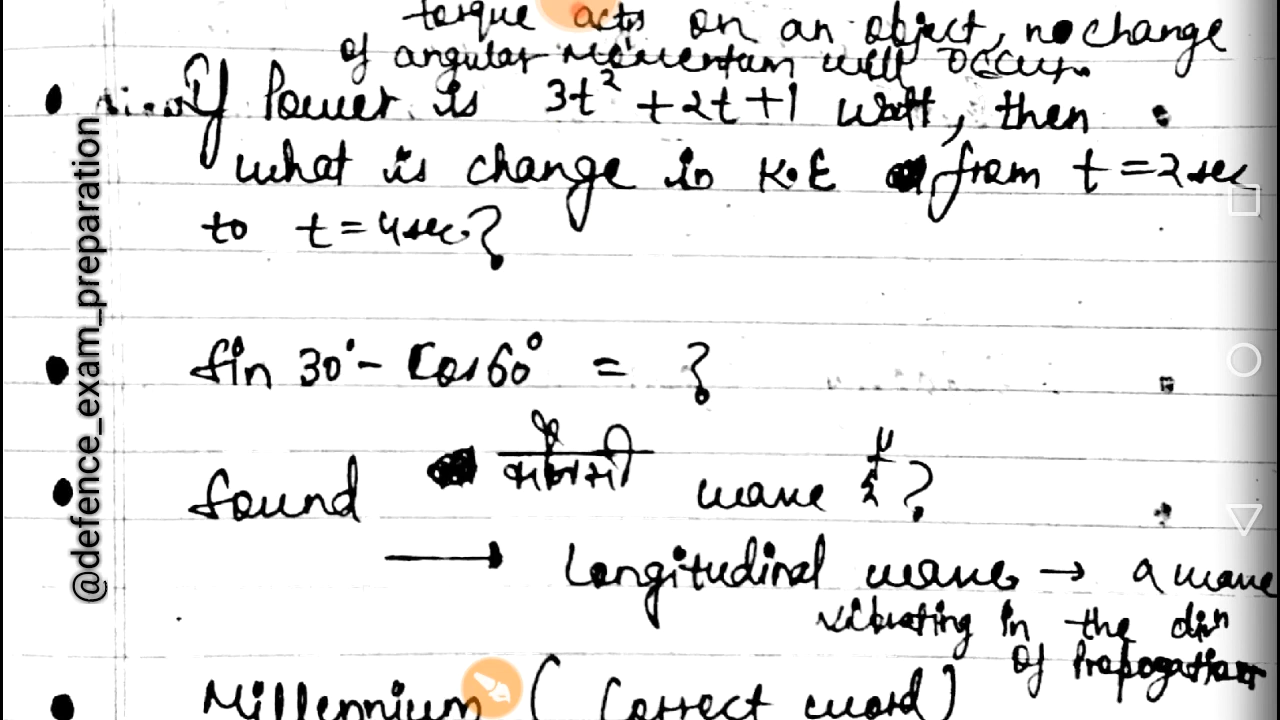 torque acts on an object, no change
of angular momentum will occur.
If Power is 3t² + 2t + 1 Watt, then
what is change in K.E from t = 2 sec
to t = 4 sec?
Sin 30° - Cos 60° = ?
Sound wave है?
→ Longitudinal wave → a wave
vibrating in the dirⁿ
of Propogation
Millennium ( Correct word)
@defence_exam_preparation